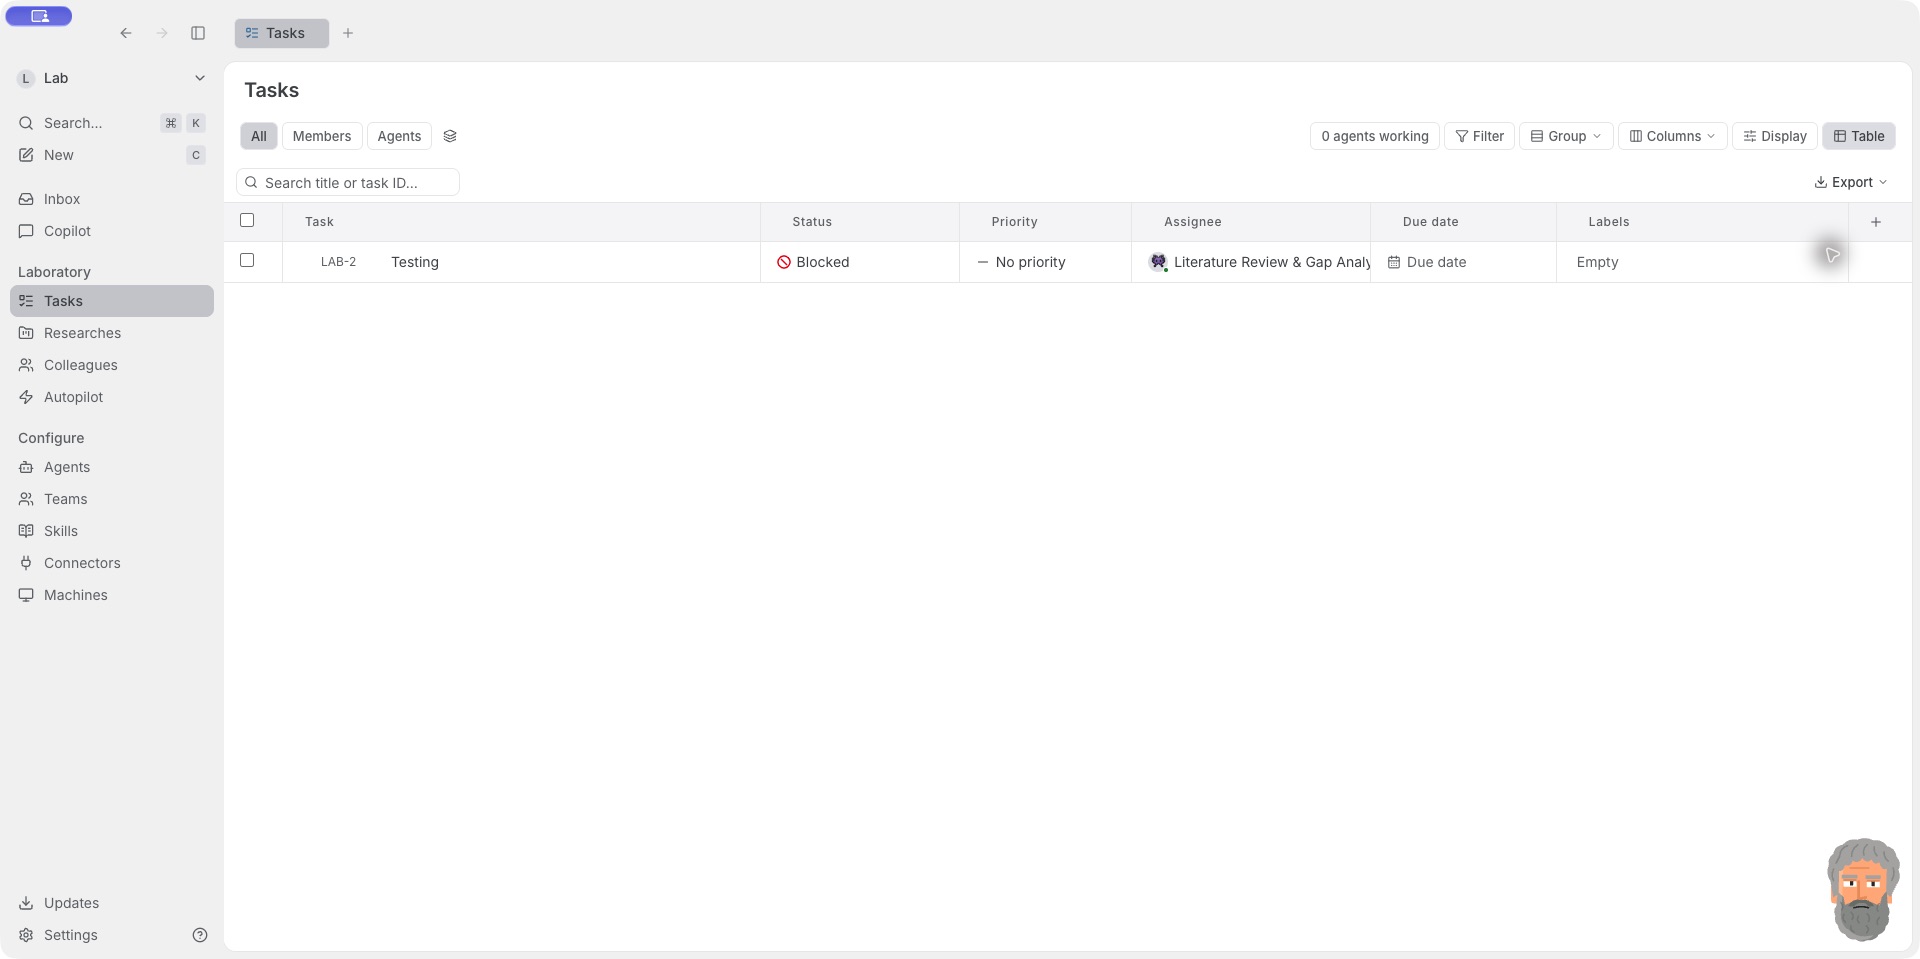 Tasks
L Lab
Search... ⌘ K
New C
Inbox
Copilot
Laboratory
Tasks
Researches
Colleagues
Autopilot
Configure
Agents
Teams
Skills
Connectors
Machines
Updates
Settings
Tasks
All Members Agents 0 agents working Filter Group Columns Display Table
Search title or task ID... Export
Task Status Priority Assignee Due date Labels
LAB-2 Testing Blocked No priority Literature Review & Gap Analy Due date Empty